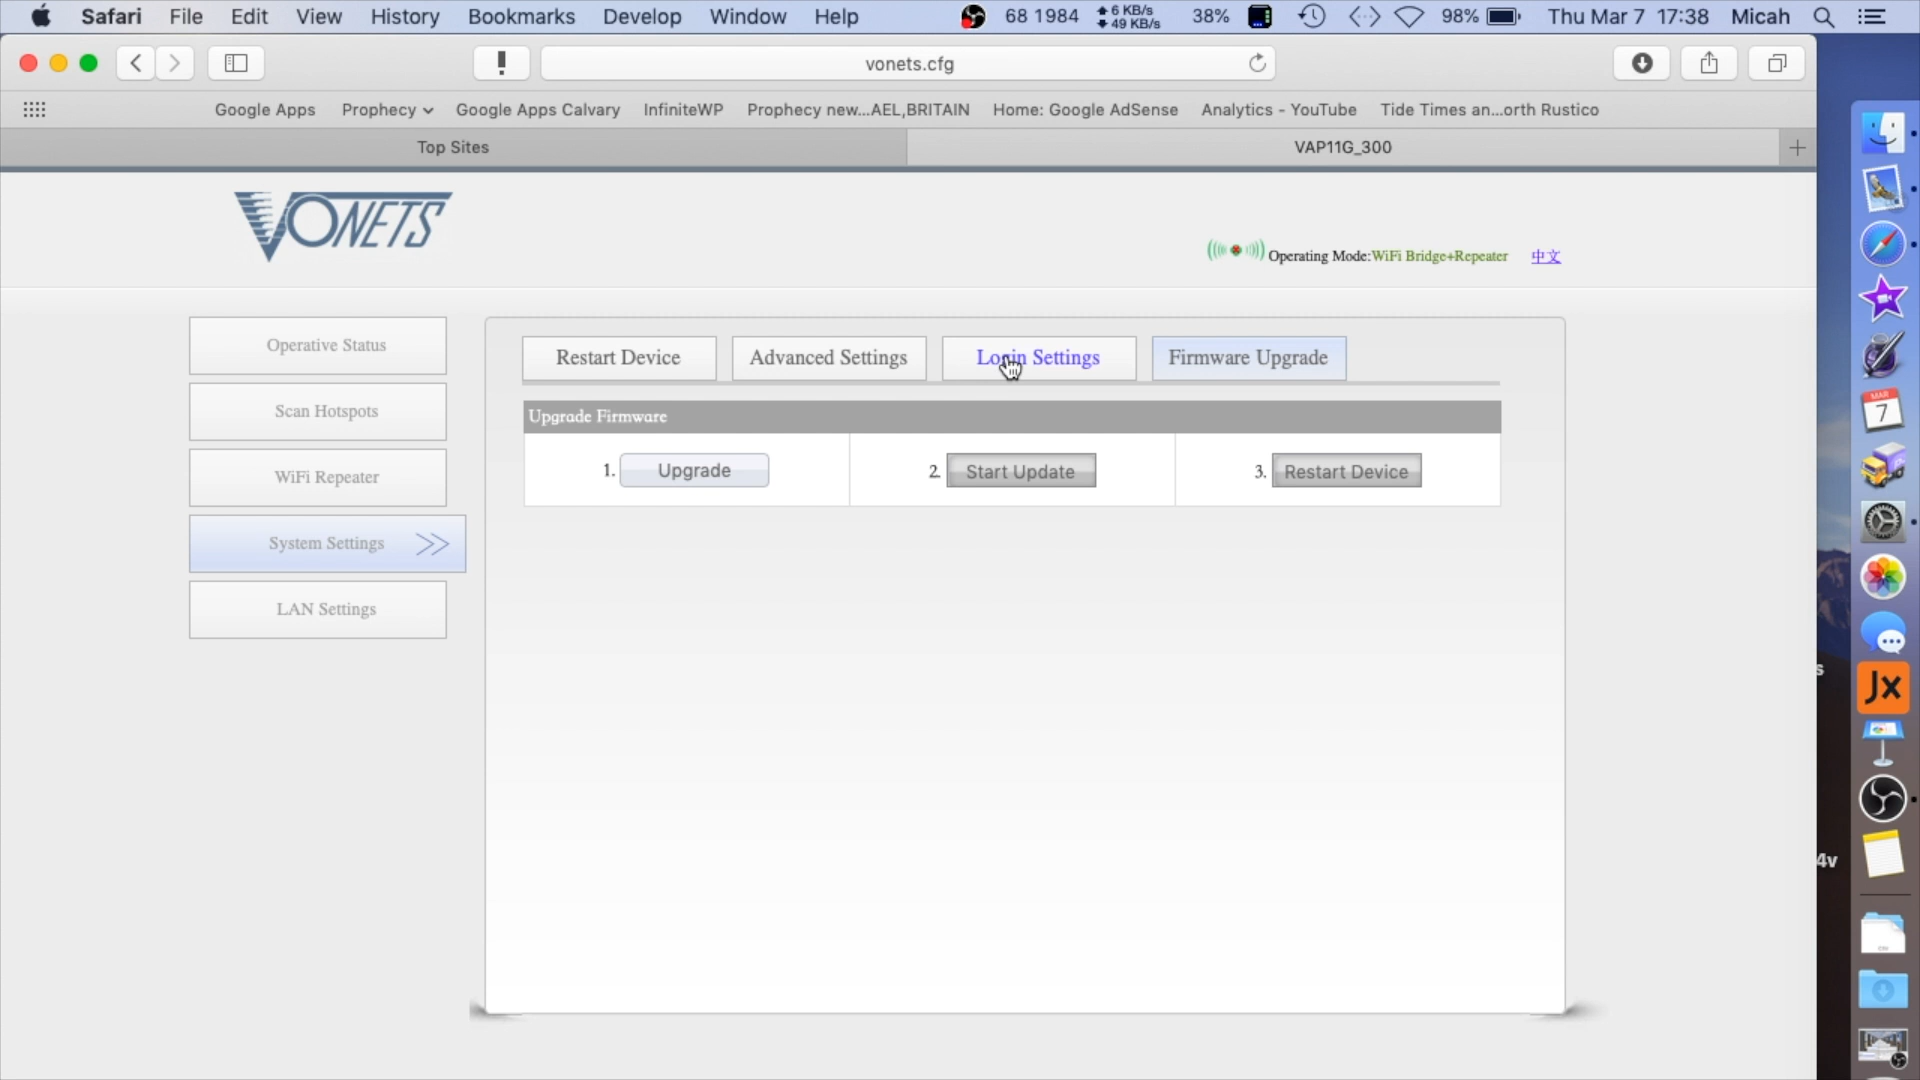 Safari File Edit View History Bookmarks Develop Window Help 68 1984 6 KB/s 49 KB/s 38% 98% Thu Mar 7 17:38 Micah
vonets.cfg
Google Apps Prophecy Google Apps Calvary InfiniteWP Prophecy new...AEL,BRITAIN Home: Google AdSense Analytics - YouTube Tide Times an...orth Rustico
Top Sites VAP11G_300
VONETS
Operating Mode:WiFi Bridge+Repeater 中文
Operative Status
Scan Hotspots
WiFi Repeater
System Settings
LAN Settings
Restart Device Advanced Settings Login Settings Firmware Upgrade
Upgrade Firmware
1. Upgrade 2. Start Update 3. Restart Device
MAR
7
Jx
s
4v
CSV